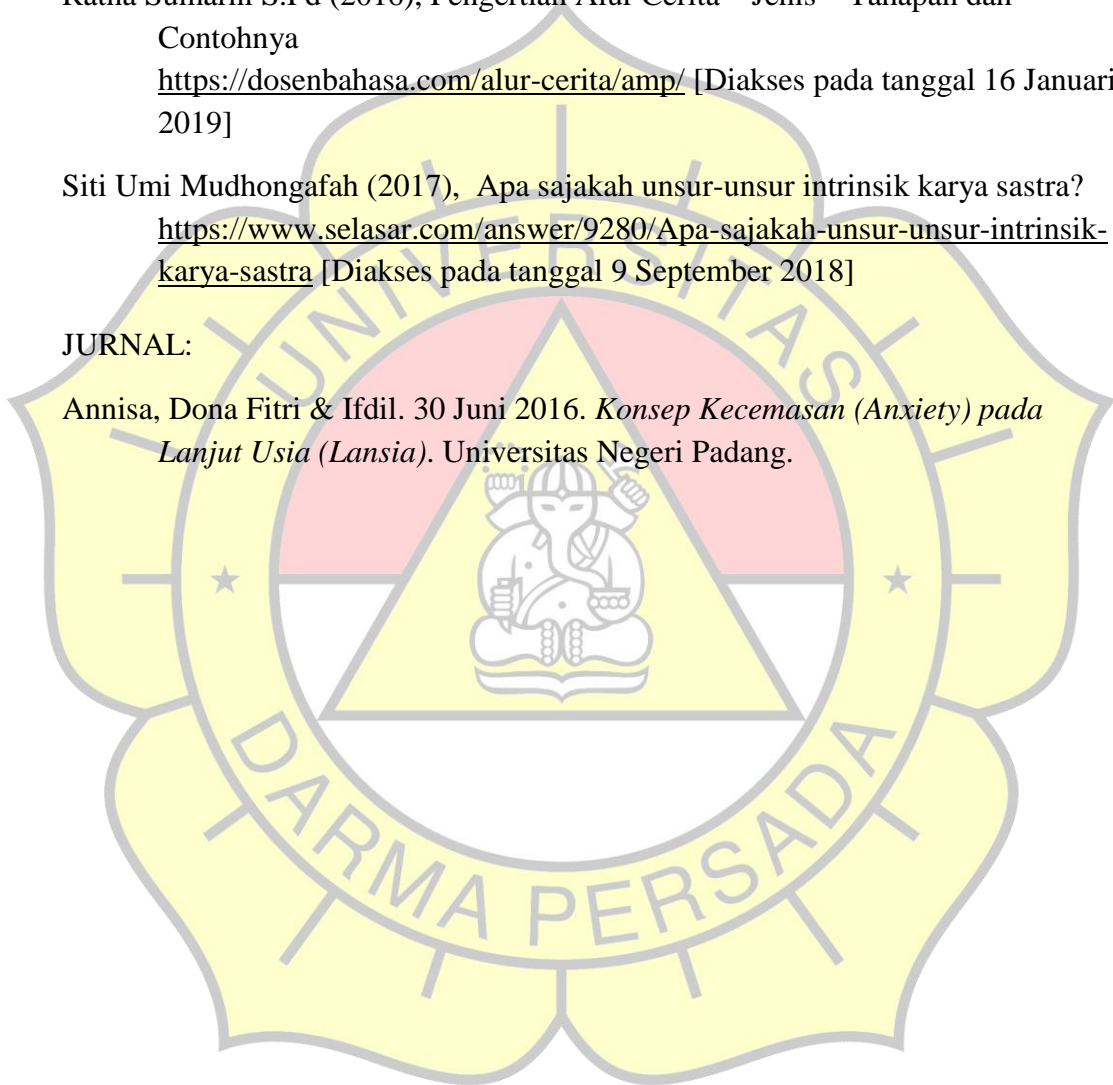 Contohnya
https://dosenbahasa.com/alur-cerita/amp/ [Diakses pada tanggal 16 Januari
2019]
Siti Umi Mudhongafah (2017), Apa sajakah unsur-unsur intrinsik karya sastra?
https://www.selasar.com/answer/9280/Apa-sajakah-unsur-unsur-intrinsik-
karya-sastra [Diakses pada tanggal 9 September 2018]
JURNAL:
Annisa, Dona Fitri & Ifdil. 30 Juni 2016. Konsep Kecemasan (Anxiety) pada
Lanjut Usia (Lansia). Universitas Negeri Padang.
UNIVERSITAS
DARMA PERSADA